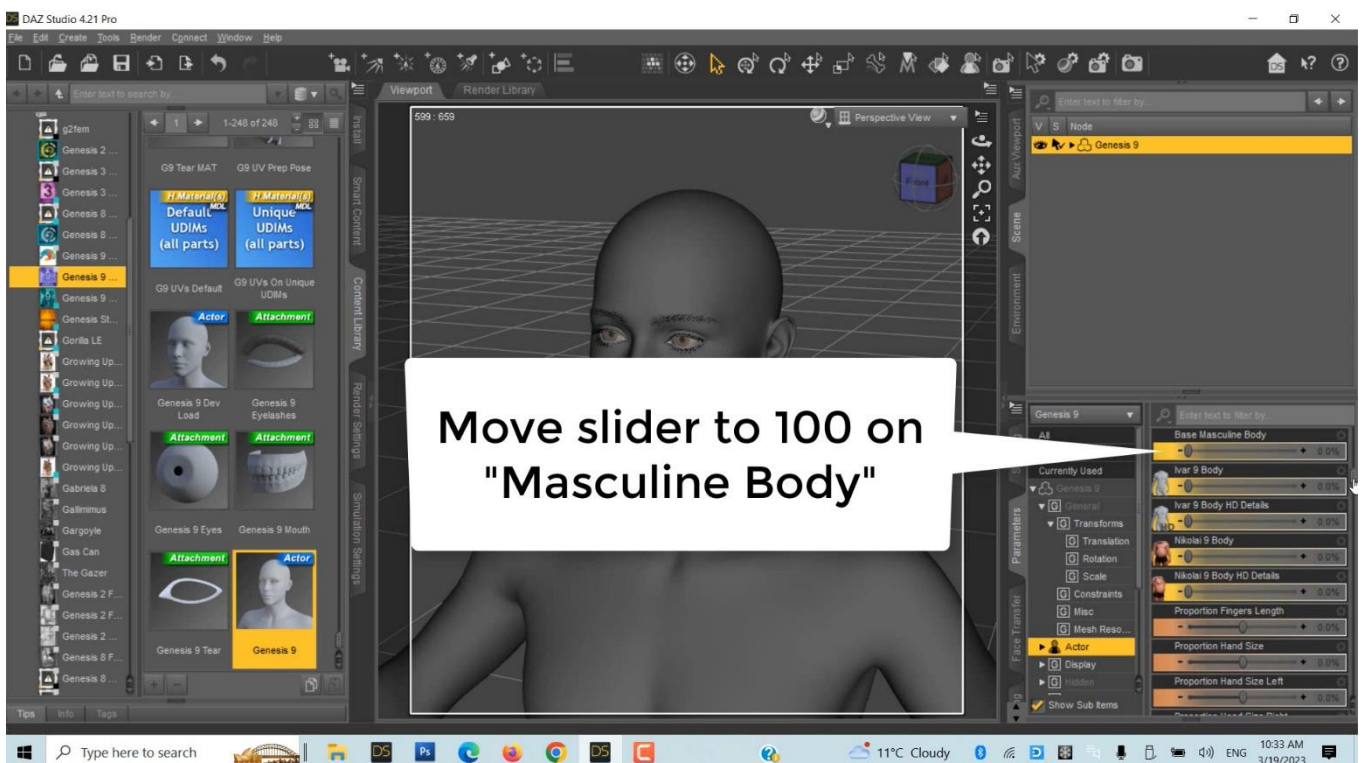 DAZ Studio 4.21 Pro
File Edit Create Tools Render Connect Window Help
Enter text to search by...
Viewport Render Library
Enter text to filter by...
1 1-248 of 248
599 : 659
Perspective View
V S Node
Genesis 9
Front
g2fem
Genesis 2 ...
Genesis 3 ...
Genesis 3 ...
Genesis 8 ...
Genesis 8 ...
Genesis 9 ...
Genesis 9 ...
Genesis 9 ...
Genesis St...
Gorilla LE
Growing Up...
Growing Up...
Growing Up...
Growing Up...
Growing Up...
Growing Up...
Gabriela 8
Gallimimus
Gargoyle
Gas Can
The Gazer
Genesis 2 F...
Genesis 2 F...
Genesis 2 ...
Genesis 8 F...
Genesis 8 ...
G9 Tear MAT G9 UV Prep Pose
H.Material(s) H.Material(s)
MDL MDL
Default UDIMs (all parts)
Unique UDIMs (all parts)
G9 UVs Default
G9 UVs On Unique UDIMs
Actor Attachment
Genesis 9 Dev Load
Genesis 9 Eyelashes
Attachment Attachment
Genesis 9 Eyes Genesis 9 Mouth
Attachment Actor
Genesis 9 Tear Genesis 9
Install
Smart Content
Content Library
Render Settings
Simulation Settings
Aux Viewport
Scene
Environment
Parameters
Face Transfer
Move slider to 100 on
"Masculine Body"
Genesis 9
Enter text to filter by...
All
Currently Used
Genesis 9
G General
G Transforms
G Translation
G Rotation
G Scale
G Constraints
G Misc
G Mesh Reso...
Actor
G Display
G Hidden
Show Sub Items
Base Masculine Body
0.0%
Ivar 9 Body
0.0%
Ivar 9 Body HD Details
HD
0.0%
Nikolai 9 Body
0.0%
Nikolai 9 Body HD Details
0.0%
Proportion Fingers Length
0.0%
Proportion Hand Size
0.0%
Proportion Hand Size Left
0.0%
Tips Info Tags
Type here to search
DS Ps DS
11°C Cloudy
ENG
10:33 AM
3/19/2023